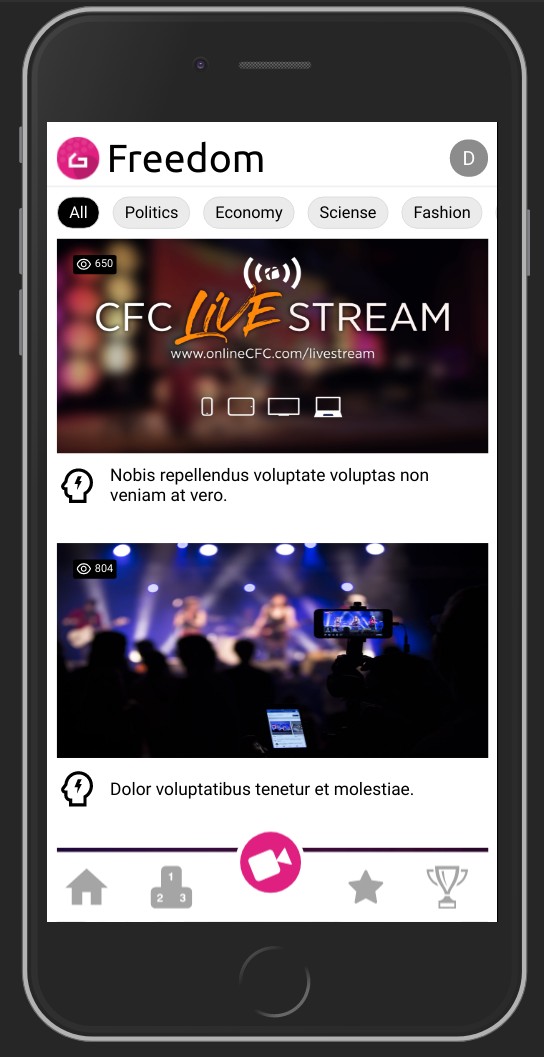 Freedom
D
All
Politics
Economy
Sciense
Fashion
650
CFC LiVE STREAM
www.onlineCFC.com/livestream
Nobis repellendus voluptate voluptas non
veniam at vero.
804
Dolor voluptatibus tenetur et molestiae.
1
2 3